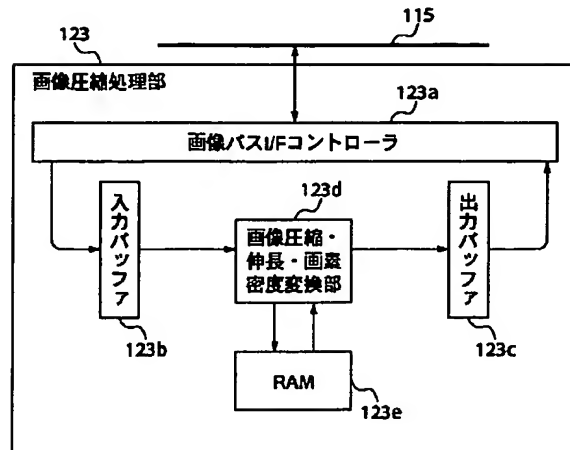 115
123
画像圧縮処理部
123a
画像バスI/Fコントローラ
入力バッファ
123b
123d
画像圧縮・
伸長・画素
密度変換部
出力バッファ
123c
RAM
123e